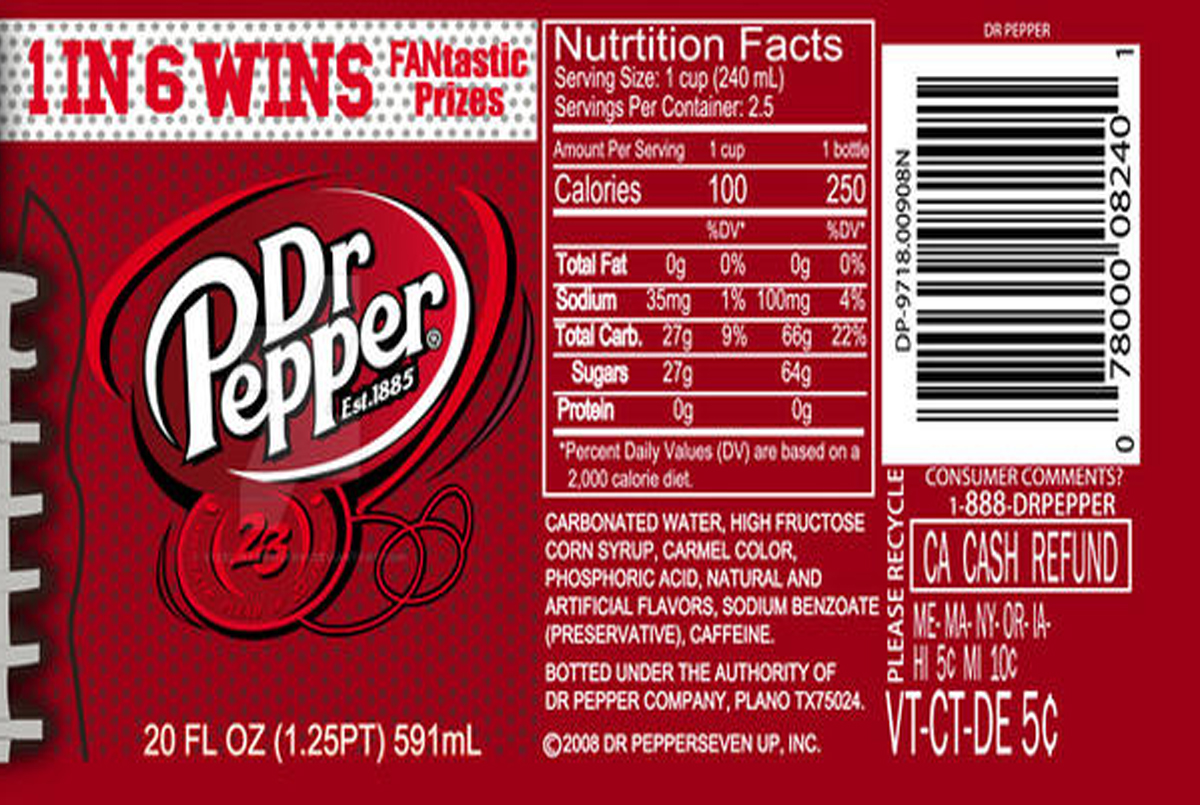 1 IN 6 WINS
FANtastic
Prizes
Dr
Pepper®
Est.1885
23
20 FL OZ (1.25PT) 591mL
Nutrtition Facts
Serving Size: 1 cup (240 mL)
Servings Per Container: 2.5
Amount Per Serving 1 cup 1 bottle
Calories 100 250
%DV* %DV*
Total Fat 0g 0% 0g 0%
Sodium 35mg 1% 100mg 4%
Total Carb. 27g 9% 66g 22%
Sugars 27g 64g
Protein 0g 0g
*Percent Daily Values (DV) are based on a
2,000 calorie diet.
CARBONATED WATER, HIGH FRUCTOSE
CORN SYRUP, CARMEL COLOR,
PHOSPHORIC ACID, NATURAL AND
ARTIFICIAL FLAVORS, SODIUM BENZOATE
(PRESERVATIVE), CAFFEINE.
BOTTED UNDER THE AUTHORITY OF
DR PEPPER COMPANY, PLANO TX75024.
©2008 DR PEPPERSEVEN UP, INC.
DR PEPPER
DP-9718.00908N
0 78000 08240 1
CONSUMER COMMENTS?
1-888-DRPEPPER
PLEASE RECYCLE
CA CASH REFUND
ME- MA- NY- OR- IA-
HI 5¢ MI 10¢
VT-CT-DE 5¢